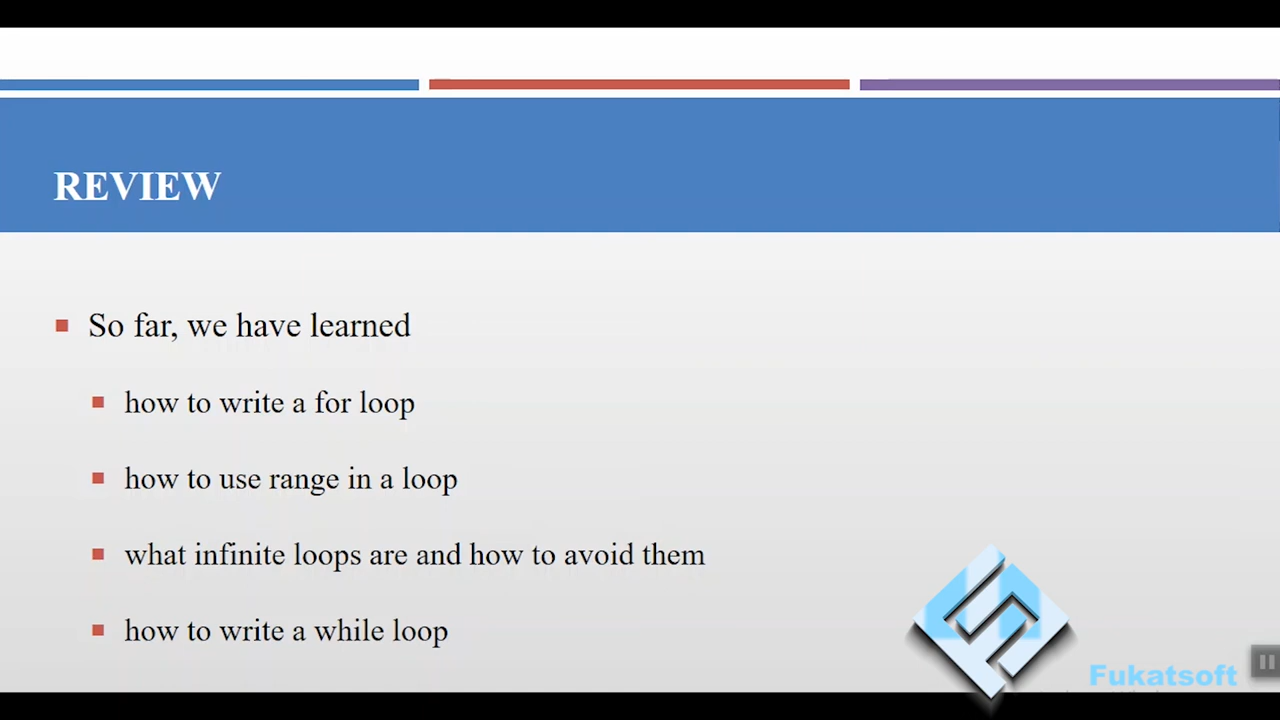 REVIEW
So far, we have learned
how to write a for loop
how to use range in a loop
what infinite loops are and how to avoid them
how to write a while loop
Fukatsoft